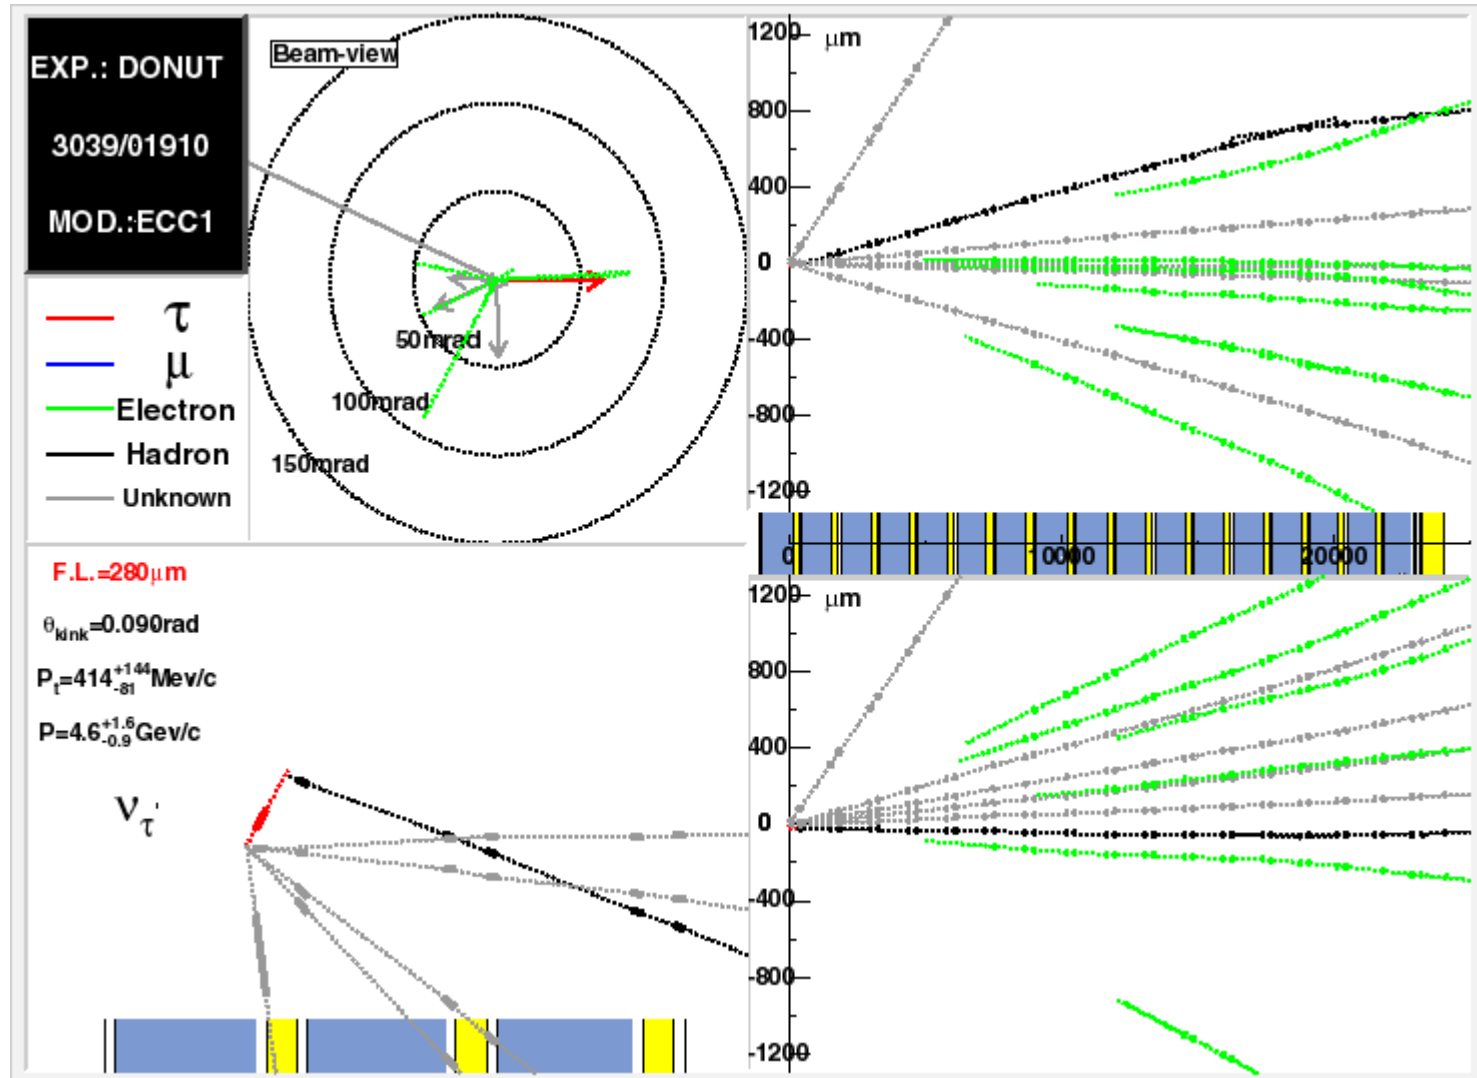 EXP.: DONUT
3039/01910
MOD.:ECC1
Beam-view
50mrad
100mrad
150mrad
τ
μ
Electron
Hadron
Unknown
1200 μm
800
400
0
-400
-800
-1200
0 10000 20000
F.L.=280μm
θkink=0.090rad
Pt=414+144-81Mev/c
P=4.6+1.6-0.9Gev/c
ντ
1200 μm
800
400
0
-400
-800
-1200